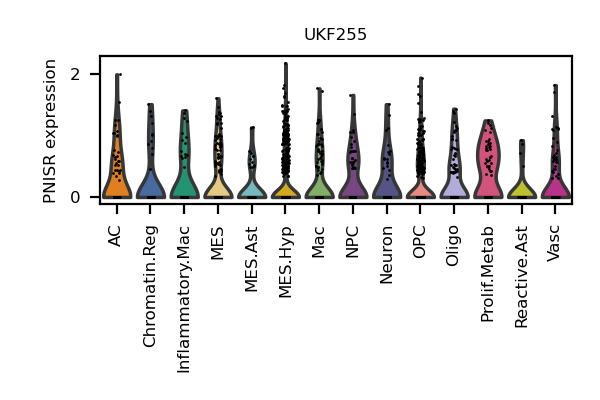 UKF255
PNISR expression
2
0
AC
Chromatin.Reg
Inflammatory.Mac
MES
MES.Ast
MES.Hyp
Mac
NPC
Neuron
OPC
Oligo
Prolif.Metab
Reactive.Ast
Vasc